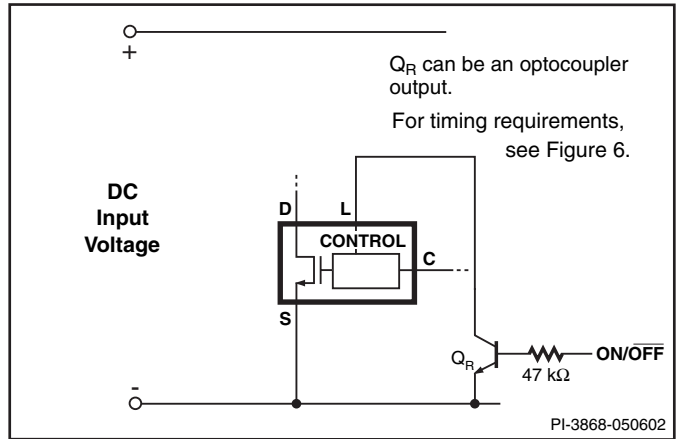 +
Q_R can be an optocoupler
output.
For timing requirements,
see Figure 6.
DC
Input
Voltage
D
L
CONTROL
C
S
Q_R
47 kΩ
ON/O̅F̅F̅
-
PI-3868-050602